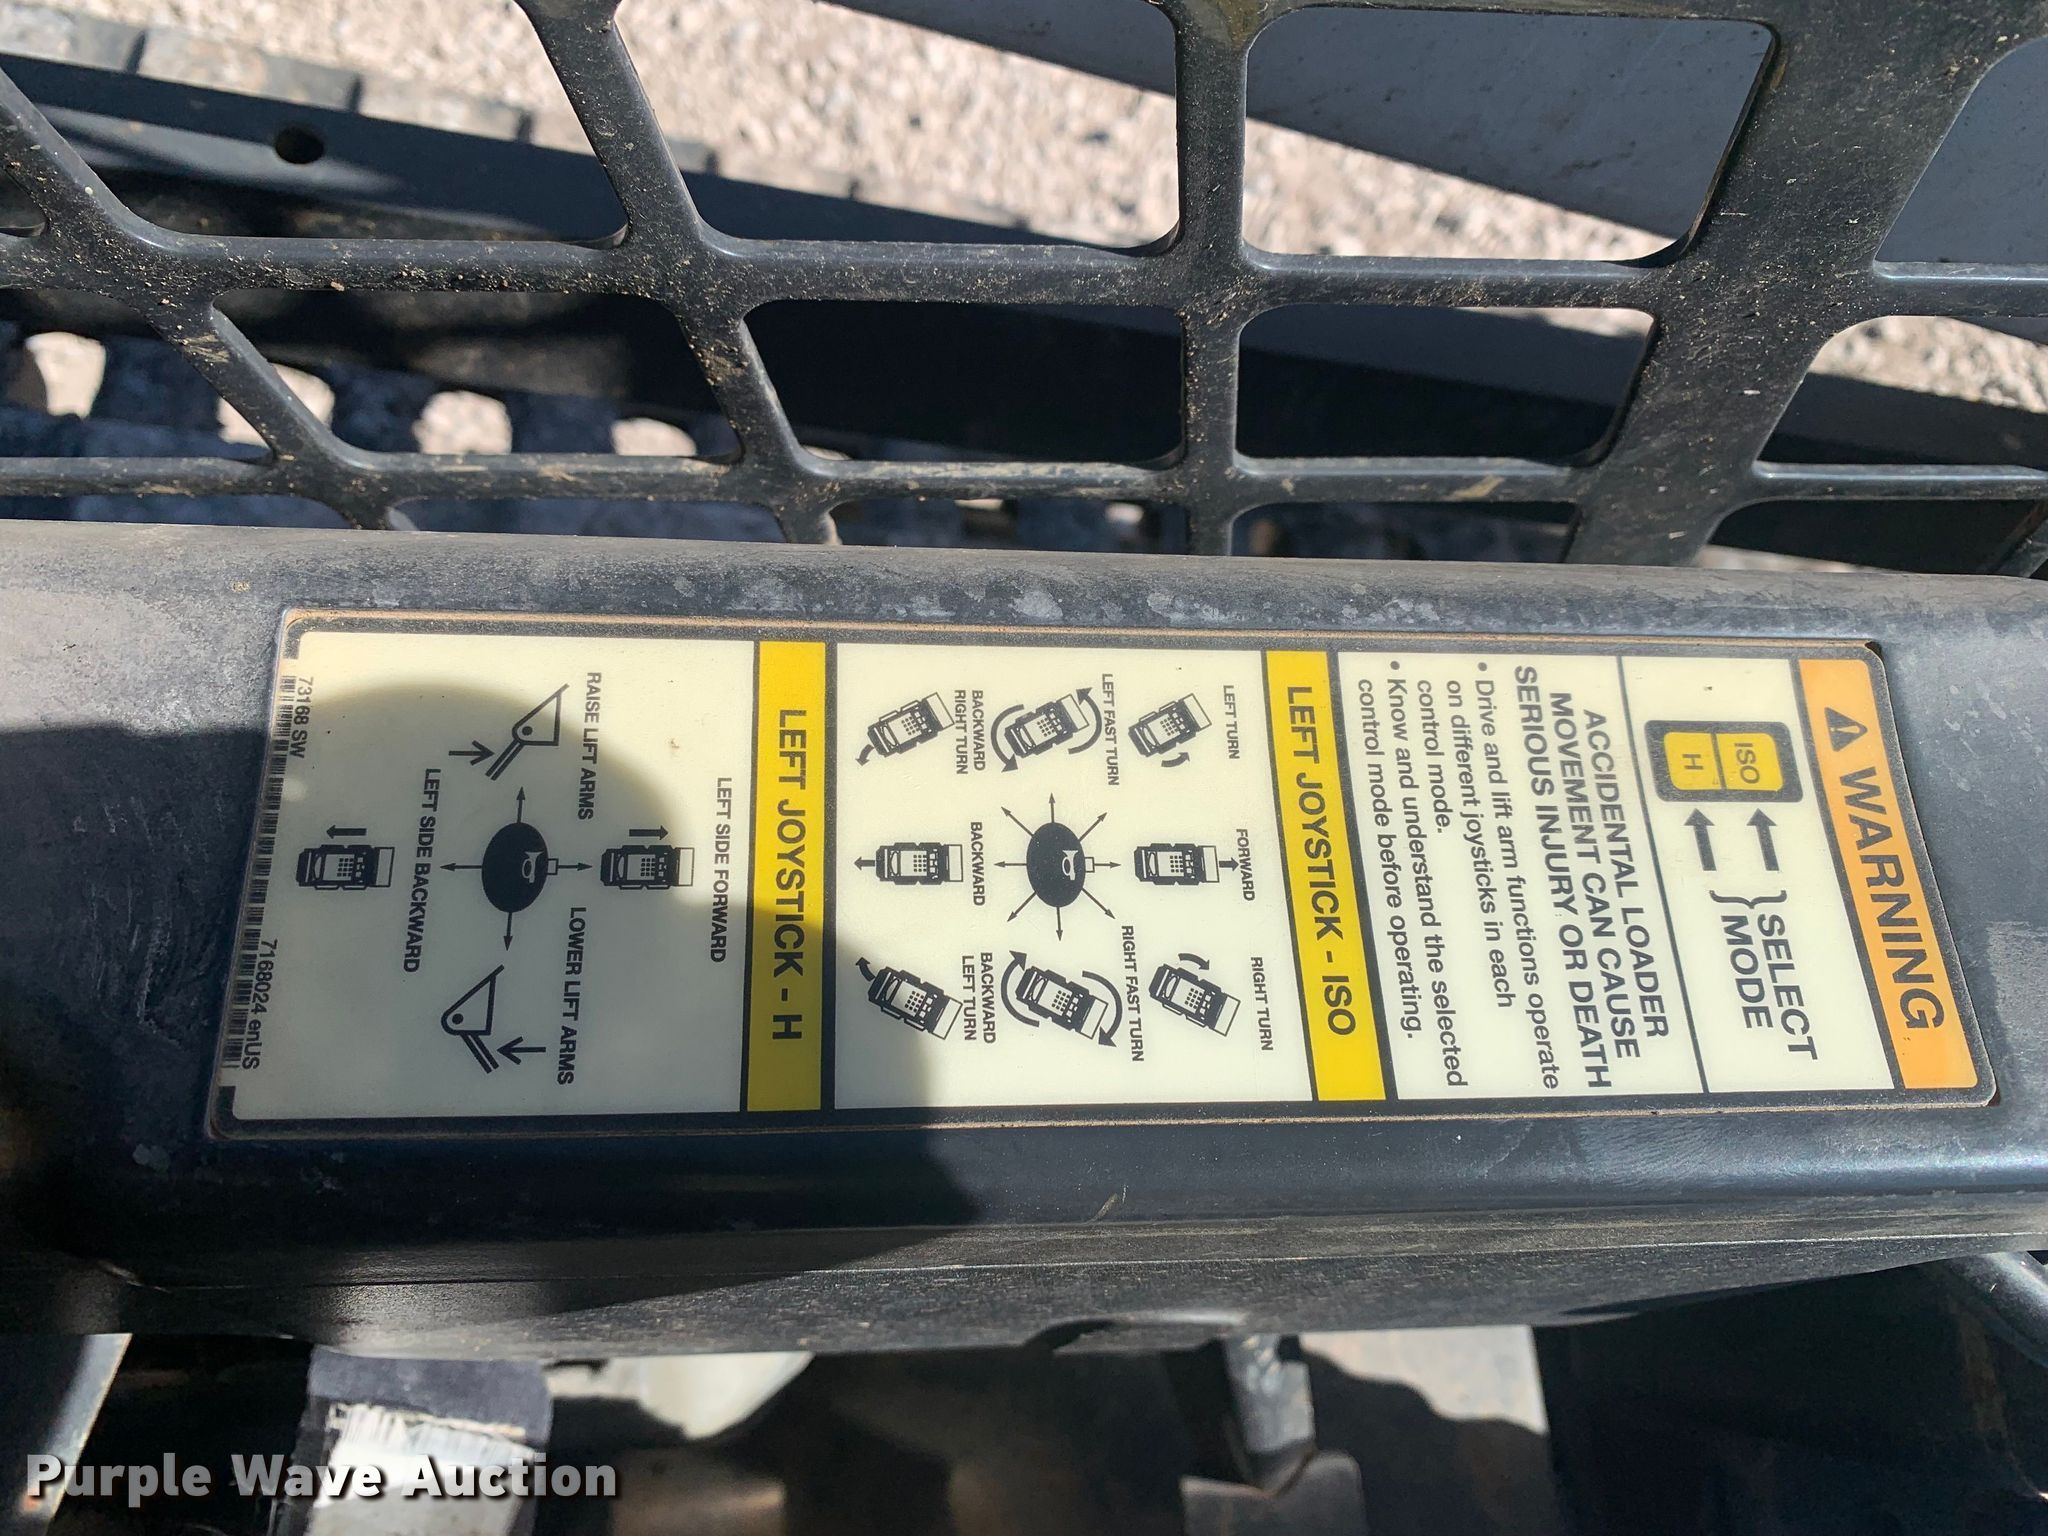 WARNING
ISO
H
SELECT
MODE
ACCIDENTAL LOADER
MOVEMENT CAN CAUSE
SERIOUS INJURY OR DEATH
• Drive and lift arm functions operate
on different joysticks in each
control mode.
• Know and understand the selected
control mode before operating.
LEFT JOYSTICK - ISO
LEFT TURN
FORWARD
RIGHT TURN
LEFT FAST TURN
RIGHT FAST TURN
BACKWARD
RIGHT TURN
BACKWARD
BACKWARD
LEFT TURN
LEFT JOYSTICK - H
LEFT SIDE FORWARD
RAISE LIFT ARMS
LOWER LIFT ARMS
LEFT SIDE BACKWARD
73168 SW
7168024 enUS
Purple Wave Auction